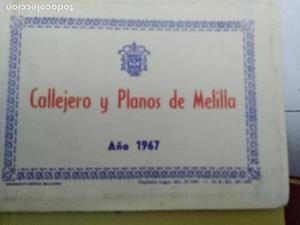 todocoleccion
Callejero y Planos de Melilla
Año 1967